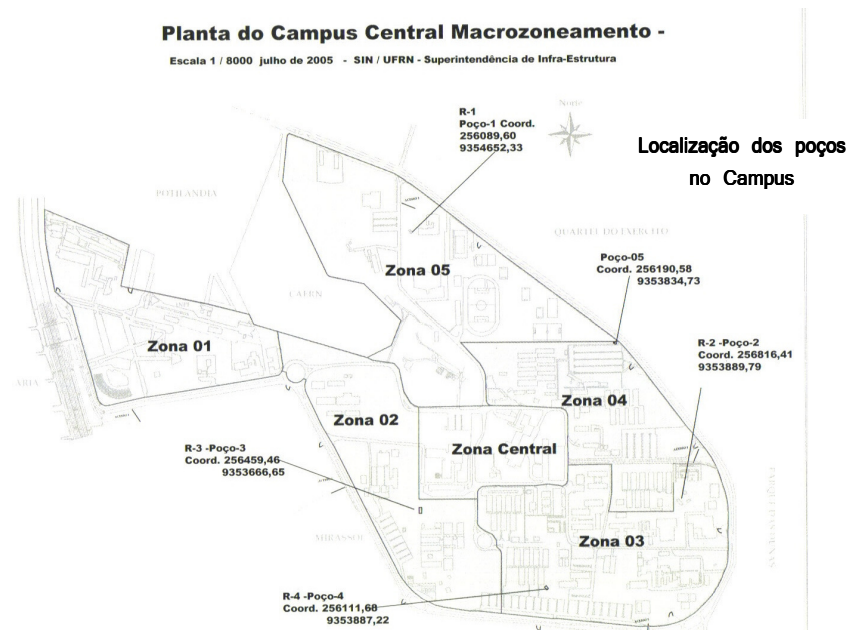 Planta do Campus Central Macrozoneamento -
Escala 1 / 8000 julho de 2005 - SIN / UFRN - Superintendência de Infra-Estrutura
R-1
Poço-1 Coord.
256089,60
9354652,33
Norte
Localização dos poços
no Campus
POTILANDIA
QUARTEL DO EXERCITO
Poço-05
Coord. 256190,58
9353834,73
Zona 05
CAERN
Zona 01
R-2 -Poço-2
Coord. 256816,41
9353889,79
ARIA
Zona 04
Zona 02
Zona Central
R-3 -Poço-3
Coord. 256459,46
9353666,65
MIRASSOL
Zona 03
R-4 -Poço-4
Coord. 256111,68
9353887,22